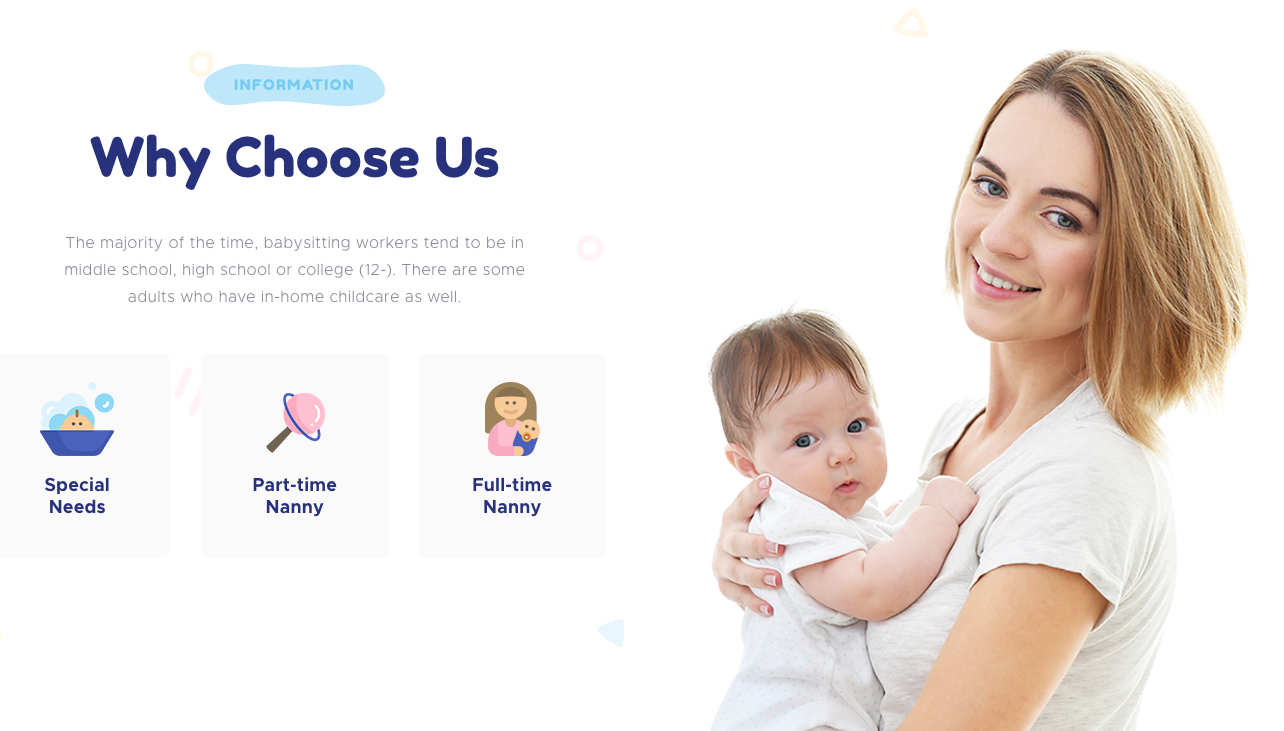 INFORMATION
Why Choose Us
The majority of the time, babysitting workers tend to be in
middle school, high school or college (12-). There are some
adults who have in-home childcare as well.
Special
Needs
Part-time
Nanny
Full-time
Nanny